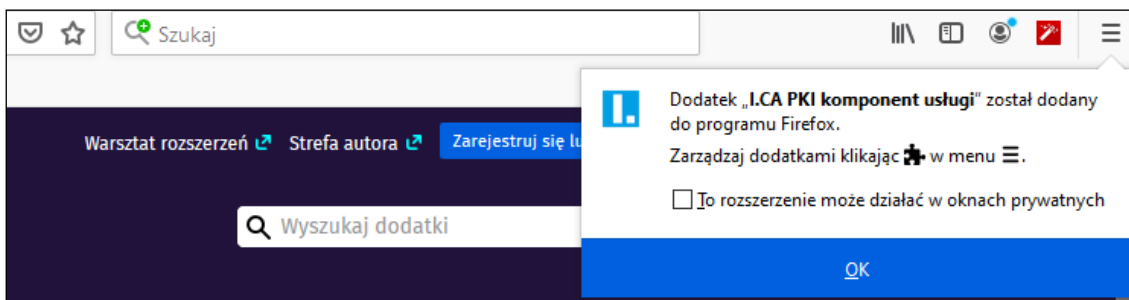 Szukaj
I.
Dodatek „I.CA PKI komponent usługi” został dodany
do programu Firefox.
Zarządzaj dodatkami klikając w menu ☰.
To rozszerzenie może działać w oknach prywatnych
OK
Warsztat rozszerzeń Strefa autora Zarejestruj się
Wyszukaj dodatki